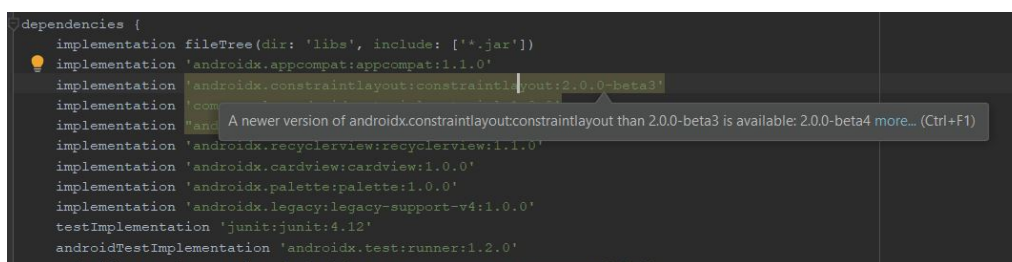 dependencies {
implementation fileTree(dir: 'libs', include: ['*.jar'])
implementation 'androidx.appcompat:appcompat:1.1.0'
implementation 'androidx.constraintlayout:constraintlayout:2.0.0-beta3'
implementation
A newer version of androidx.constraintlayout:constraintlayout than 2.0.0-beta3 is available: 2.0.0-beta4 more... (Ctrl+F1)
implementation
implementation 'androidx.recyclerview:recyclerview:1.1.0'
implementation 'androidx.cardview:cardview:1.0.0'
implementation 'androidx.palette:palette:1.0.0'
implementation 'androidx.legacy:legacy-support-v4:1.0.0'
testImplementation 'junit:junit:4.12'
androidTestImplementation 'androidx.test:runner:1.2.0'